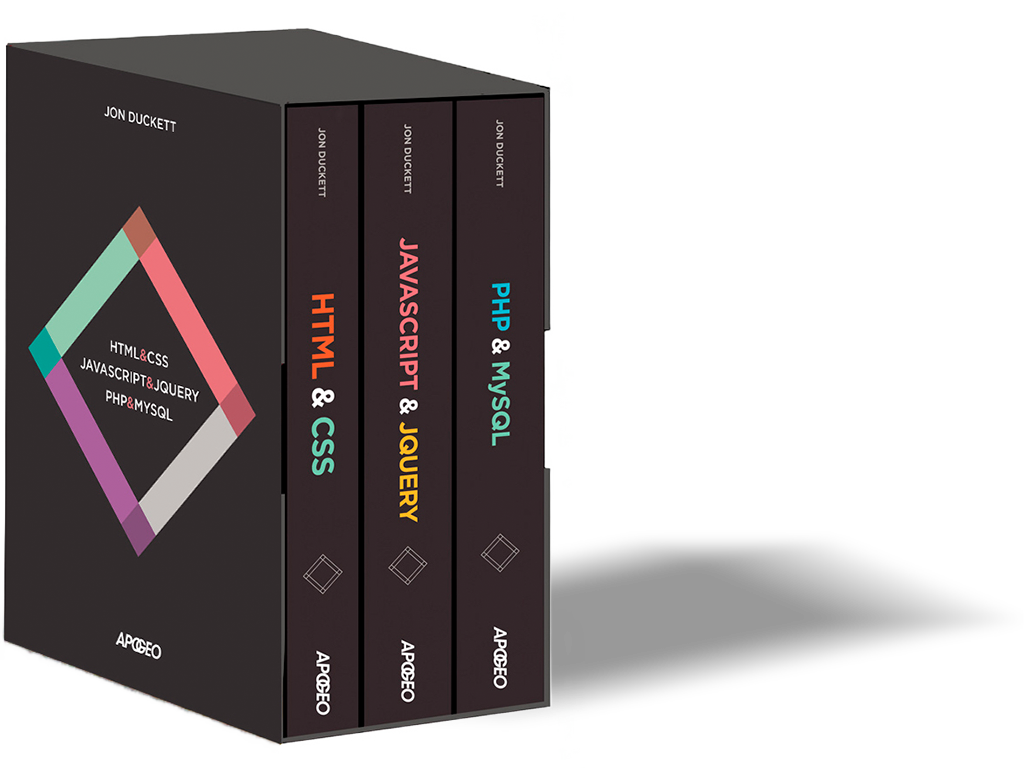 JON DUCKETT
HTML&CSS
JAVASCRIPT&JQUERY
PHP&MYSQL
APOGEO
JON DUCKETT
HTML & CSS
APOGEO
JON DUCKETT
JAVASCRIPT & JQUERY
APOGEO
JON DUCKETT
PHP & MySQL
APOGEO